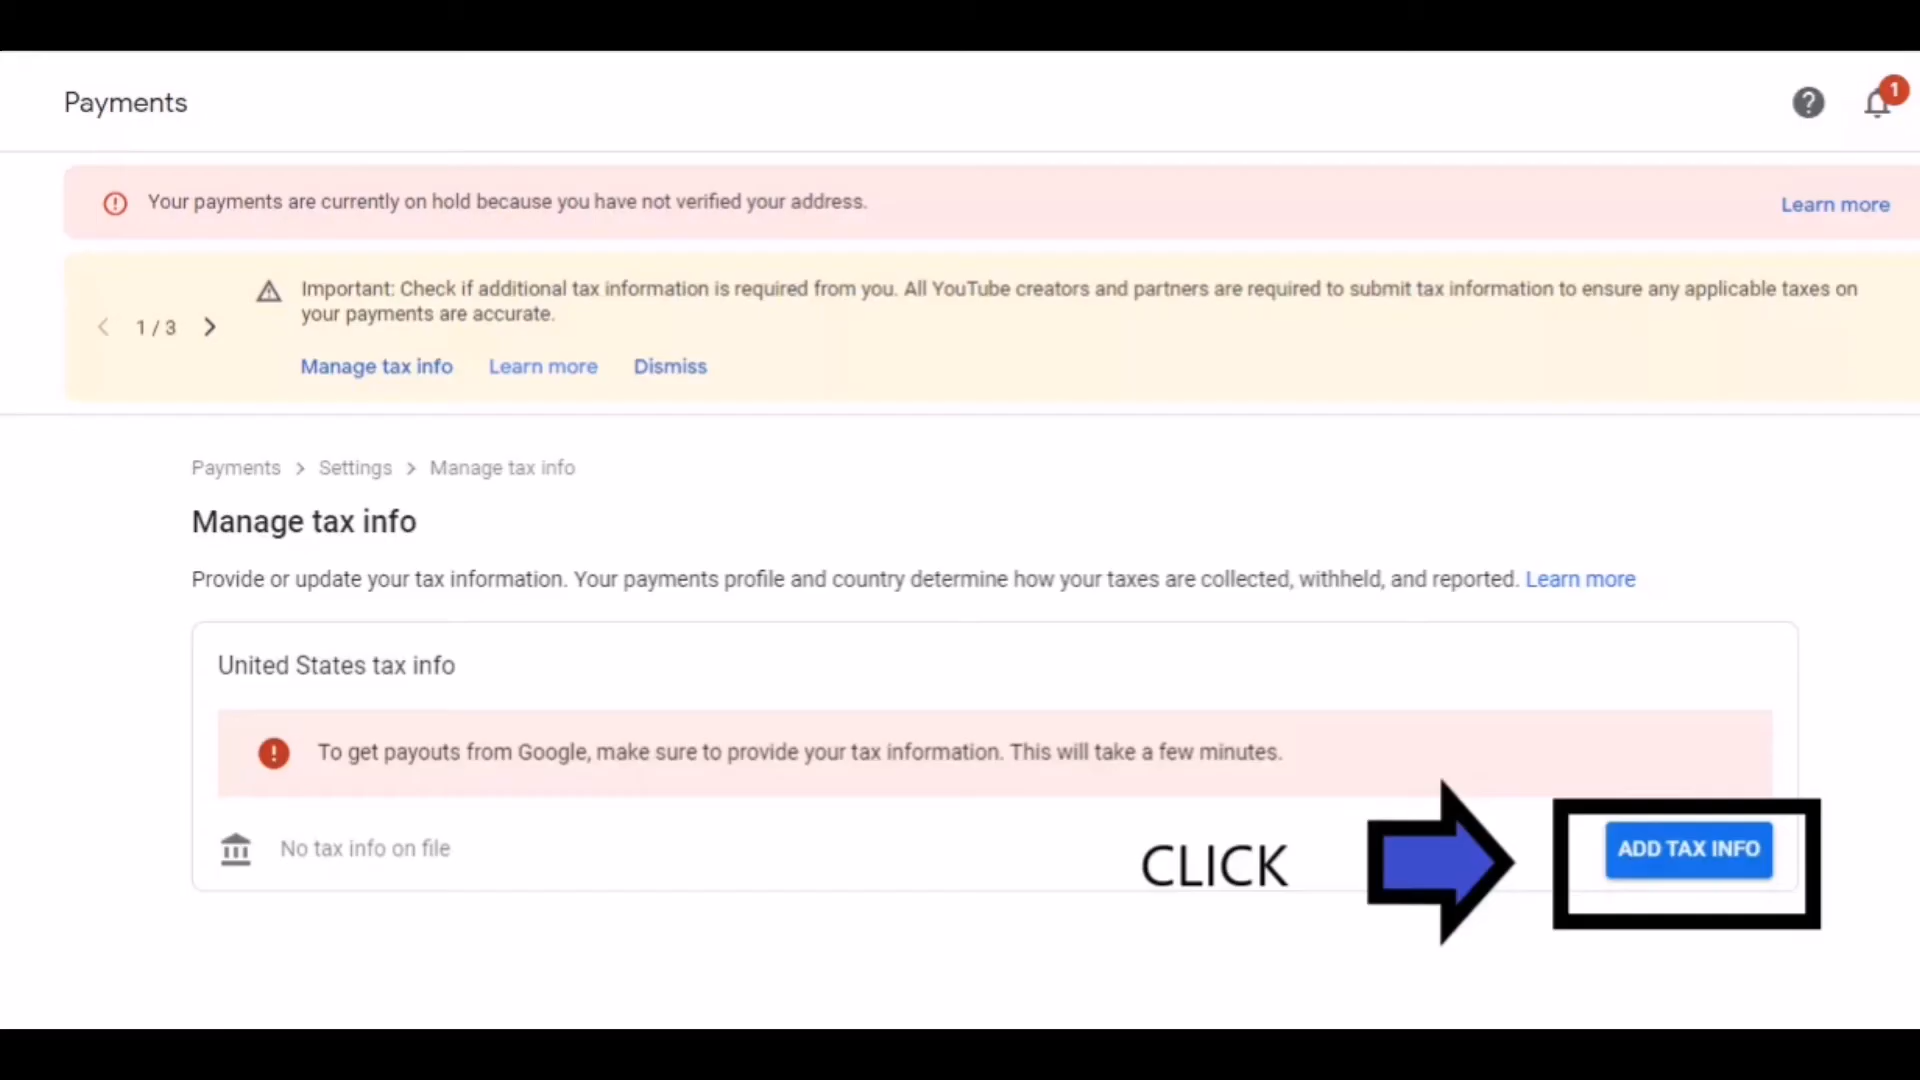 Payments
1
Your payments are currently on hold because you have not verified your address.
Learn more
Important: Check if additional tax information is required from you. All YouTube creators and partners are required to submit tax information to ensure any applicable taxes on
your payments are accurate.
1 / 3
Manage tax info Learn more Dismiss
Payments > Settings > Manage tax info
Manage tax info
Provide or update your tax information. Your payments profile and country determine how your taxes are collected, withheld, and reported. Learn more
United States tax info
To get payouts from Google, make sure to provide your tax information. This will take a few minutes.
No tax info on file
CLICK
ADD TAX INFO